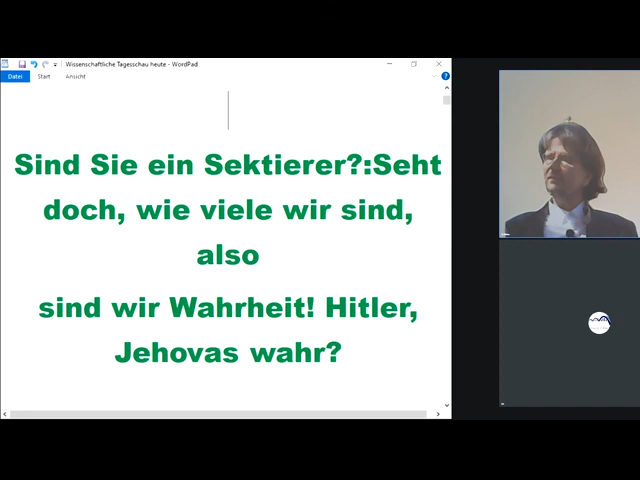 Wissenschaftliche Tagesschau heute - WordPad
Datei Start Ansicht
Sind Sie ein Sektierer?:Seht
doch, wie viele wir sind,
also
sind wir Wahrheit! Hitler,
Jehovas wahr?